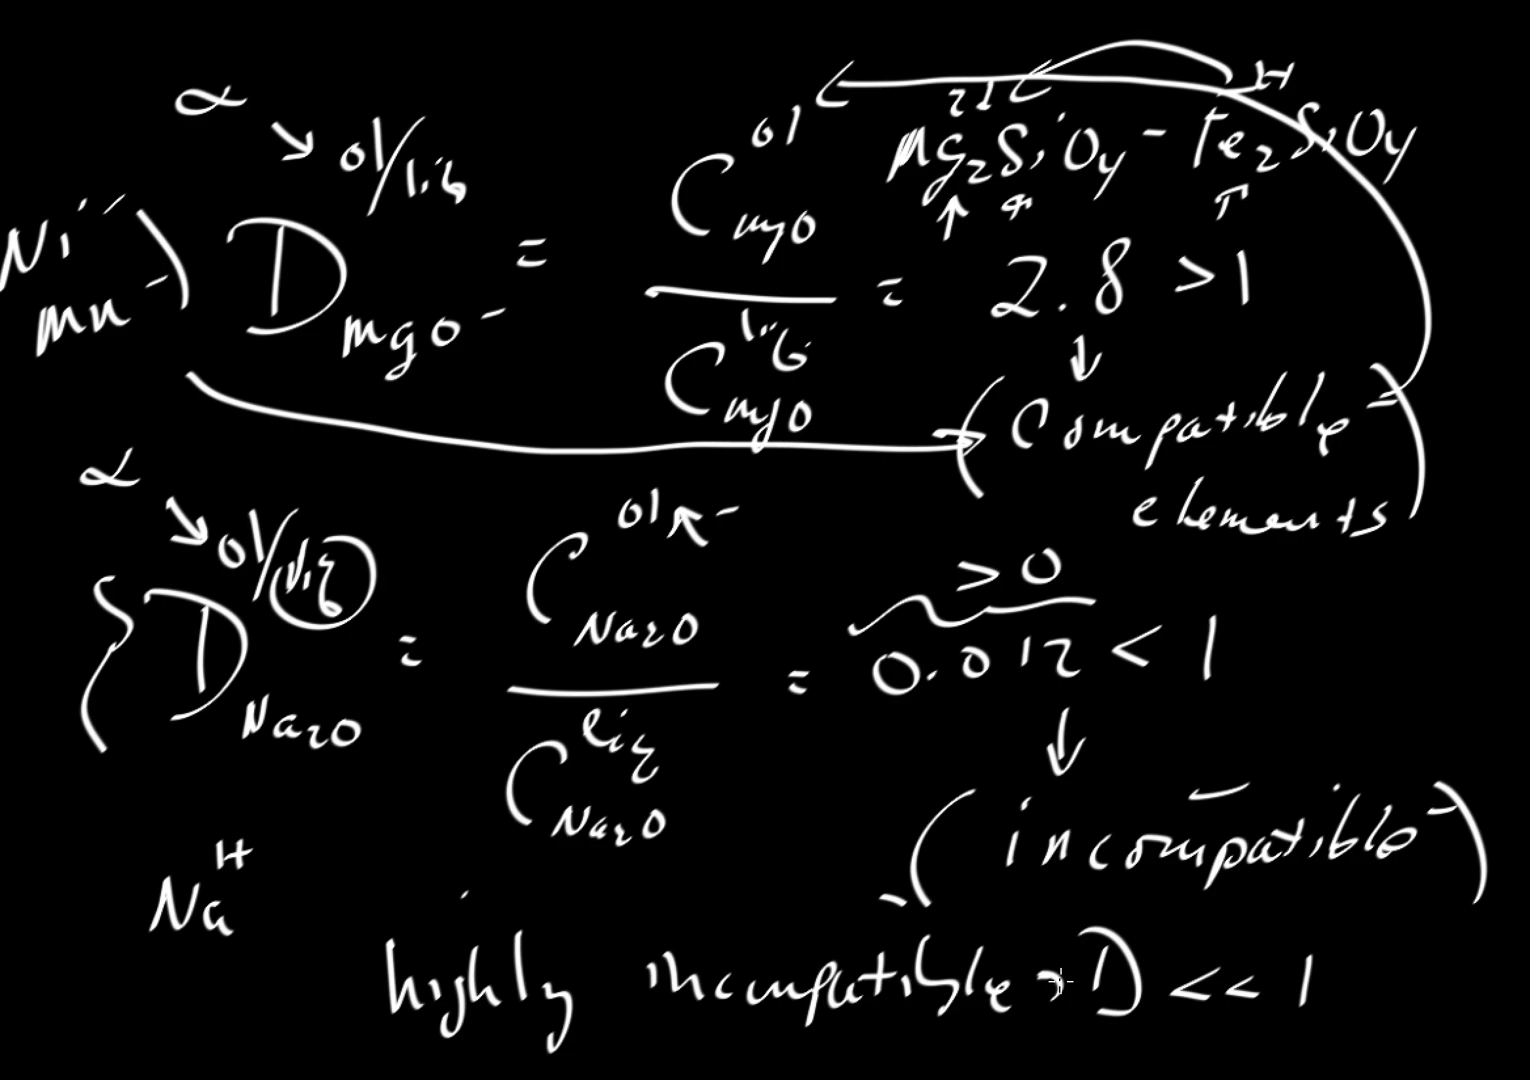 α
ol/liq
D MgO = C ol MgO / C liq MgO = 2.8 > 1
Mg2SiO4 - Fe2SiO4
Ni
Mn
(Compatible
elements)
α
ol/liq
D Na2O = C ol Na2O / C liq Na2O = 0.012 < 1
> 0
(incompatible)
Na+
highly incompatible → D << 1